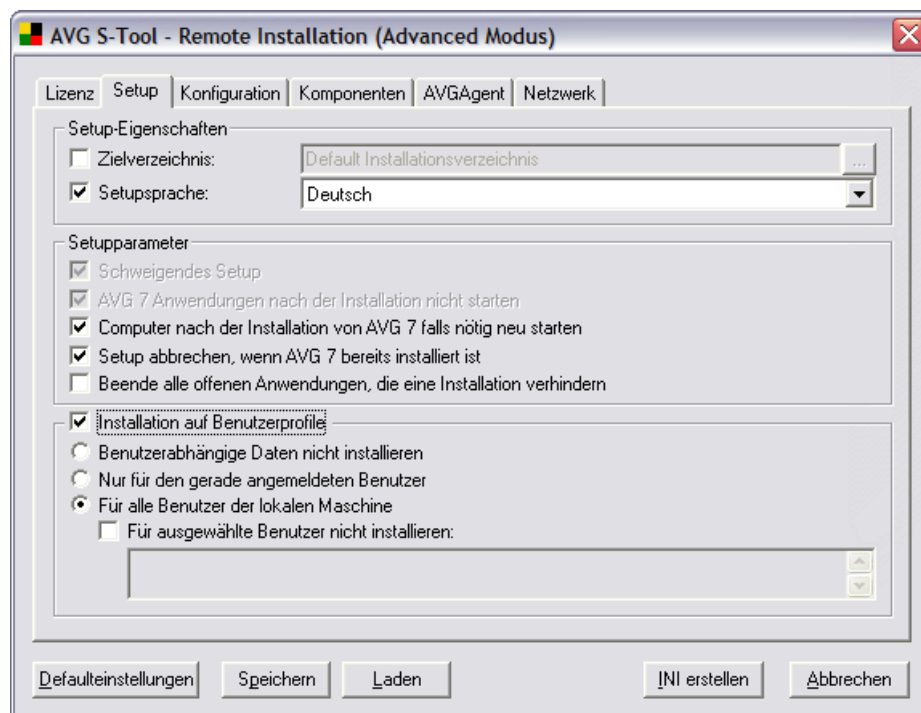 AVG S-Tool - Remote Installation (Advanced Modus)
Lizenz Setup Konfiguration Komponenten AVGAgent Netzwerk
Setup-Eigenschaften
Zielverzeichnis: Default Installationsverzeichnis ...
Setupsprache: Deutsch
Setupparameter
Schweigendes Setup
AVG 7 Anwendungen nach der Installation nicht starten
Computer nach der Installation von AVG 7 falls nötig neu starten
Setup abbrechen, wenn AVG 7 bereits installiert ist
Beende alle offenen Anwendungen, die eine Installation verhindern
Installation auf Benutzerprofile
Benutzerabhängige Daten nicht installieren
Nur für den gerade angemeldeten Benutzer
Für alle Benutzer der lokalen Maschine
Für ausgewählte Benutzer nicht installieren:
Defaulteinstellungen Speichern Laden INI erstellen Abbrechen